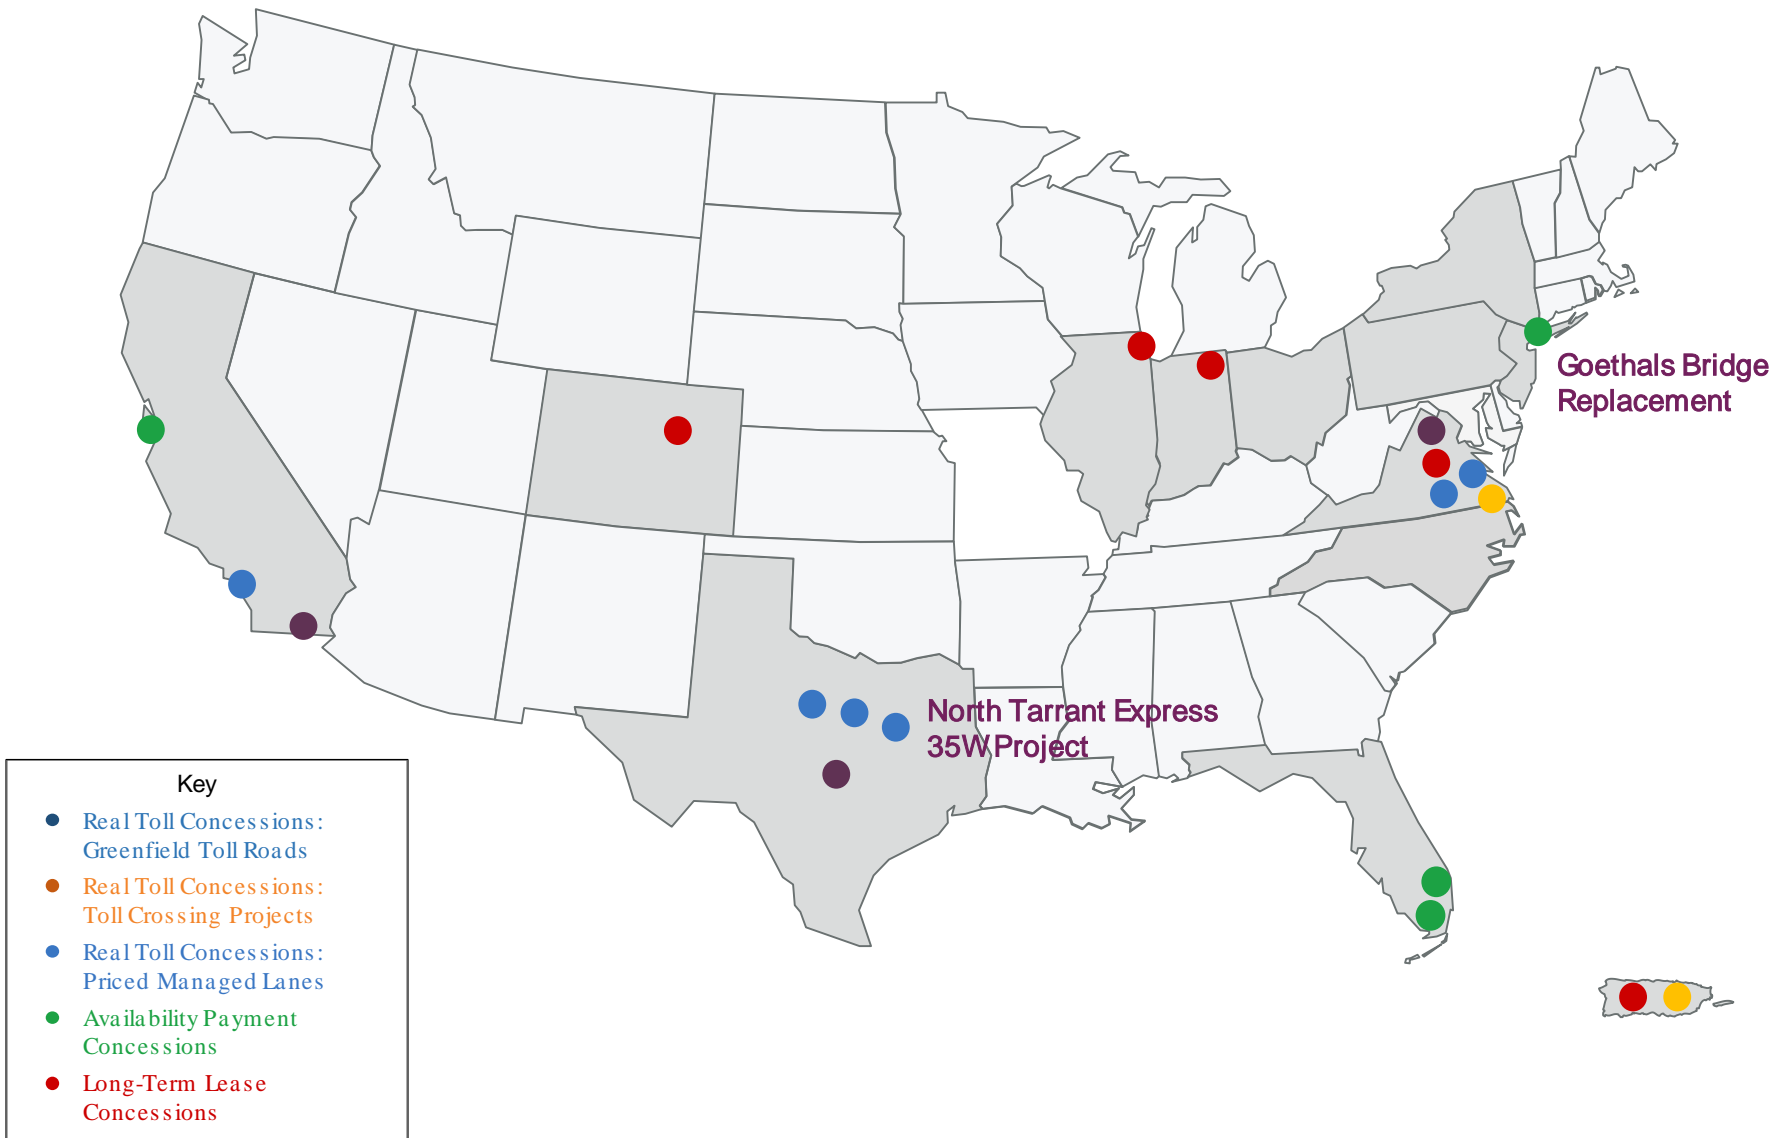 Goethals Bridge
Replacement
North Tarrant Express
35W Project
Key
Real Toll Concessions:
Greenfield Toll Roads
Real Toll Concessions:
Toll Crossing Projects
Real Toll Concessions:
Priced Managed Lanes
Availability Payment
Concessions
Long-Term Lease
Concessions